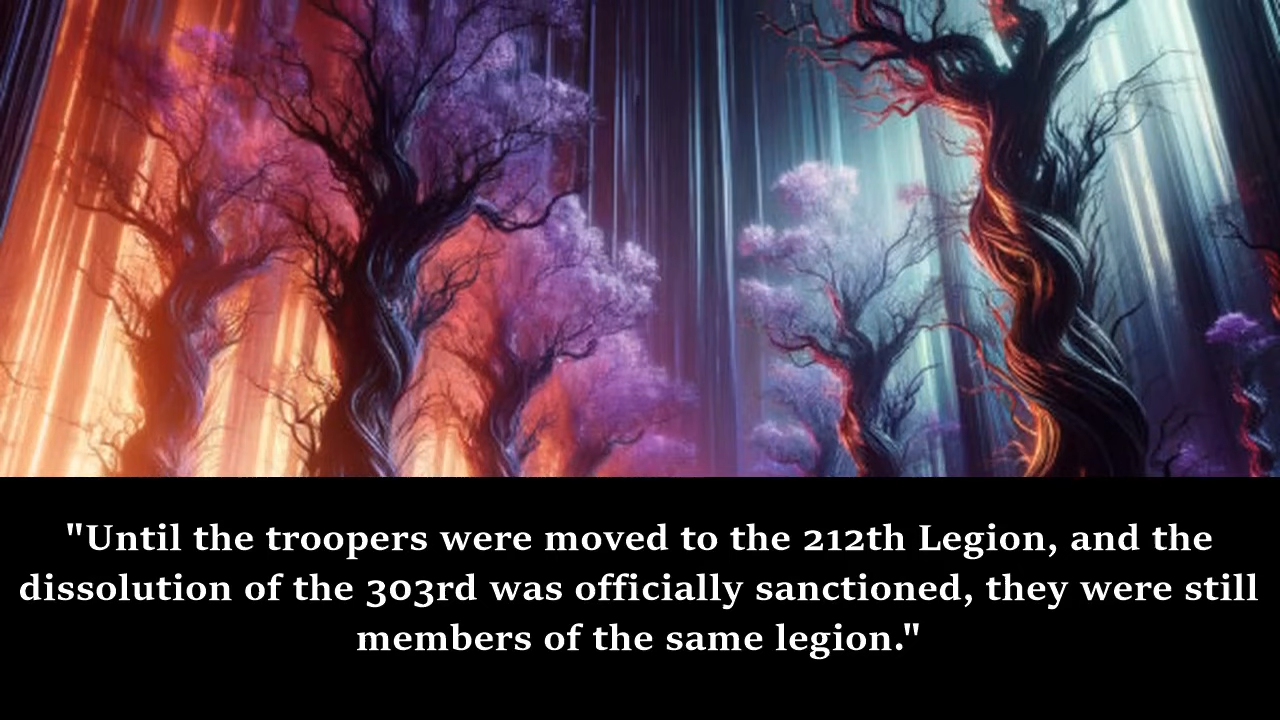 "Until the troopers were moved to the 212th Legion, and the
dissolution of the 303rd was officially sanctioned, they were still
members of the same legion."